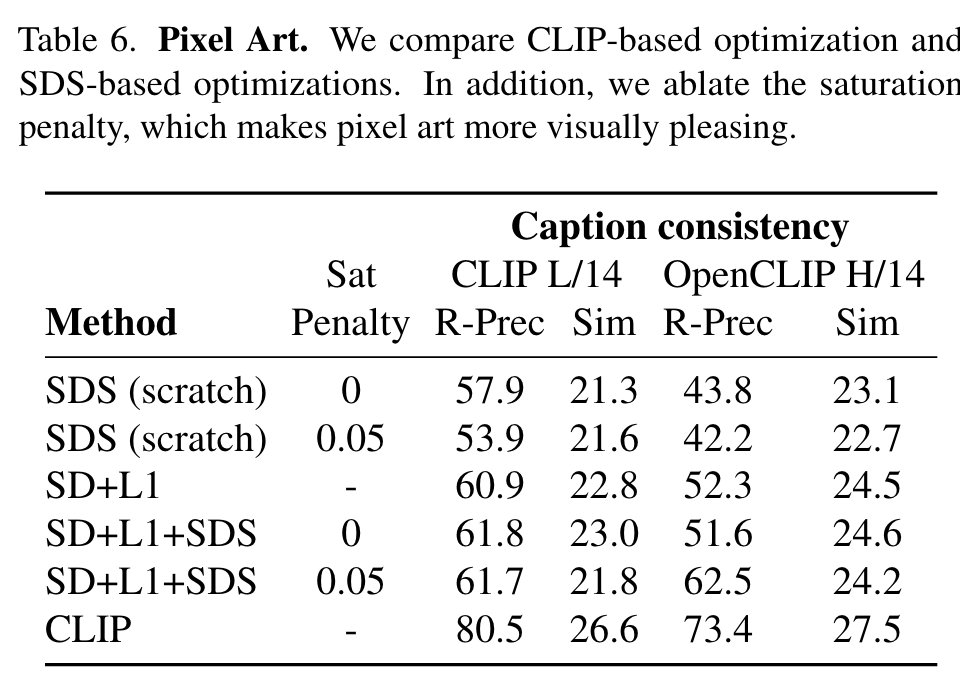 Table 6. Pixel Art. We compare CLIP-based optimization and
SDS-based optimizations. In addition, we ablate the saturation
penalty, which makes pixel art more visually pleasing.
Caption consistency
Sat CLIP L/14 OpenCLIP H/14
Method Penalty R-Prec Sim R-Prec Sim
SDS (scratch) 0 57.9 21.3 43.8 23.1
SDS (scratch) 0.05 53.9 21.6 42.2 22.7
SD+L1 - 60.9 22.8 52.3 24.5
SD+L1+SDS 0 61.8 23.0 51.6 24.6
SD+L1+SDS 0.05 61.7 21.8 62.5 24.2
CLIP - 80.5 26.6 73.4 27.5